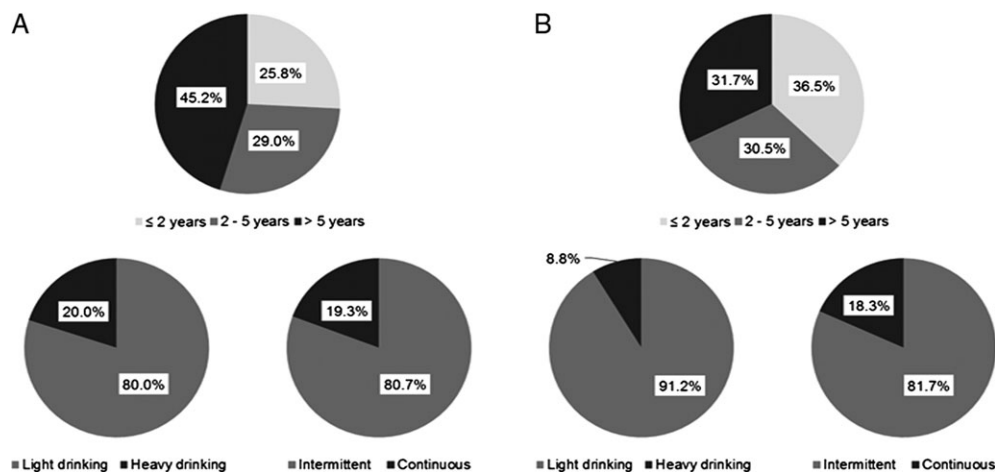 A
25.8%
45.2%
29.0%
≤ 2 years 2 - 5 years > 5 years
20.0%
80.0%
Light drinking Heavy drinking
19.3%
80.7%
Intermittent Continuous
B
31.7%
36.5%
30.5%
≤ 2 years 2 - 5 years > 5 years
8.8%
91.2%
Light drinking Heavy drinking
18.3%
81.7%
Intermittent Continuous